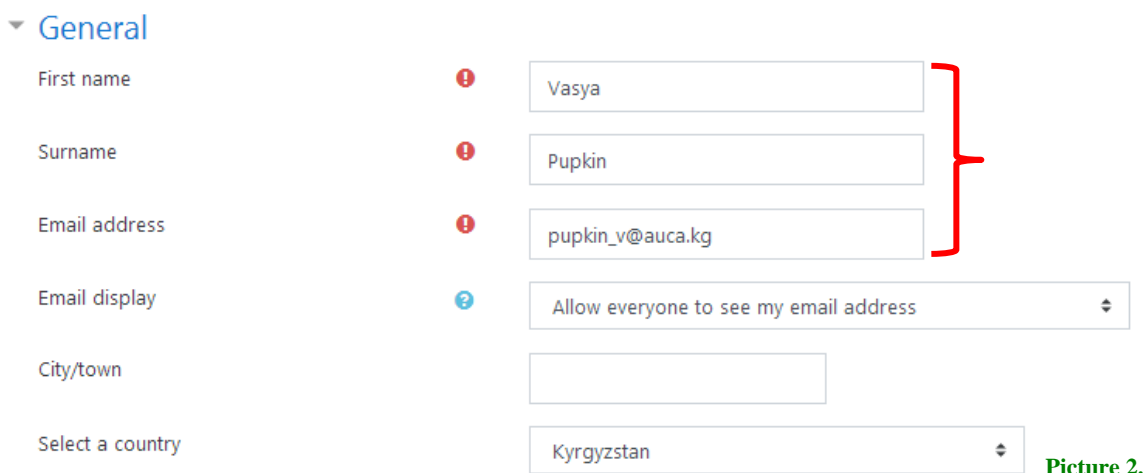 General
First name Vasya
Surname Pupkin
Email address pupkin_v@auca.kg
Email display Allow everyone to see my email address
City/town
Select a country Kyrgyzstan
Picture 2.